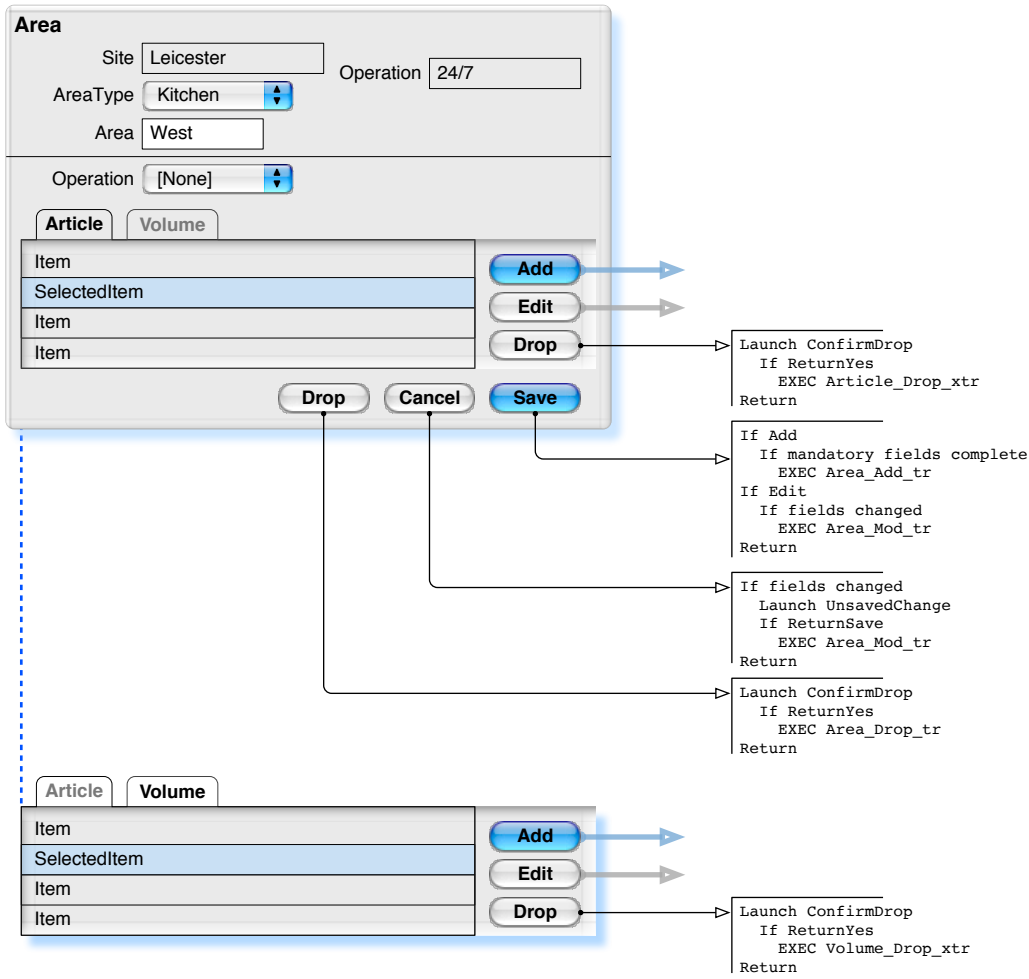 Area
Site Leicester
Operation 24/7
AreaType Kitchen
Area West
Operation [None]
Article Volume
Item
SelectedItem
Item
Item
Add
Edit
Drop
Drop Cancel Save
Launch ConfirmDrop
If ReturnYes
EXEC Article_Drop_xtr
Return
If Add
If mandatory fields complete
EXEC Area_Add_tr
If Edit
If fields changed
EXEC Area_Mod_tr
Return
If fields changed
Launch UnsavedChange
If ReturnSave
EXEC Area_Mod_tr
Return
Launch ConfirmDrop
If ReturnYes
EXEC Area_Drop_tr
Return
Article Volume
Item
SelectedItem
Item
Item
Add
Edit
Drop
Launch ConfirmDrop
If ReturnYes
EXEC Volume_Drop_xtr
Return